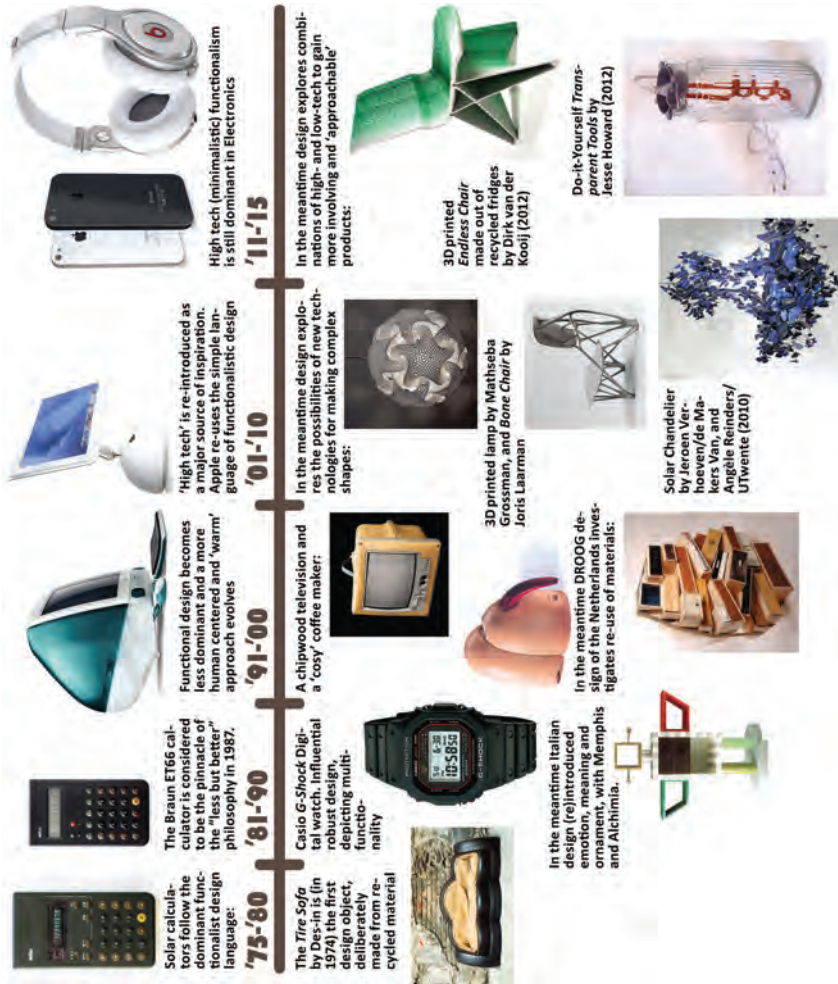 Solar calcula-
tors follow the
dominant func-
tionalist design
language:
'75-'80
The Tire Sofa
by Des-in is (in
1974) the first
design object,
deliberately
made from re-
cycled material
The Braun ET66 cal-
culator is considered
to be the pinnacle of
the "less but better"
philosophy in 1987.
'81-'90
Casio G-Shock Digi-
tal watch. Influential
robust design,
depicting multi-
functio-
nality
G-SHOCK
In the meantime Italian
design (re)introduced
emotion, meaning and
ornament, with Memphis
and Alchimia.
Functional design becomes
less dominant and a more
human centered and 'warm'
approach evolves
'91-'00
A chipwood television and
a 'cosy' coffee maker:
In the meantime DROOG de-
sign of the Netherlands inves-
tigates re-use of materials:
'High tech' is re-introduced as
a major source of inspiration.
Apple re-uses the simple lan-
guage of functionalistic design
'01-'10
In the meantime design explo-
res the possibilities of new tech-
nologies for making complex
shapes:
3D printed lamp by Mathseba
Grossman, and Bone Chair by
Joris Laarman
Solar Chandelier
by Jeroen Ver-
hoeven/de Ma-
kers Van, and
Angèle Reinders/
UTwente (2010)
High tech (minimalistic) functionalism
is still dominant in Electronics
'11-'15
In the meantime design explores combi-
nations of high- and low-tech to gain
more involving and 'approachable'
products:
3D printed
Endless Chair
made out of
recycled fridges
by Dirk van der
Kooij (2012)
Do-it-Yourself Trans-
parent Tools by
Jesse Howard (2012)